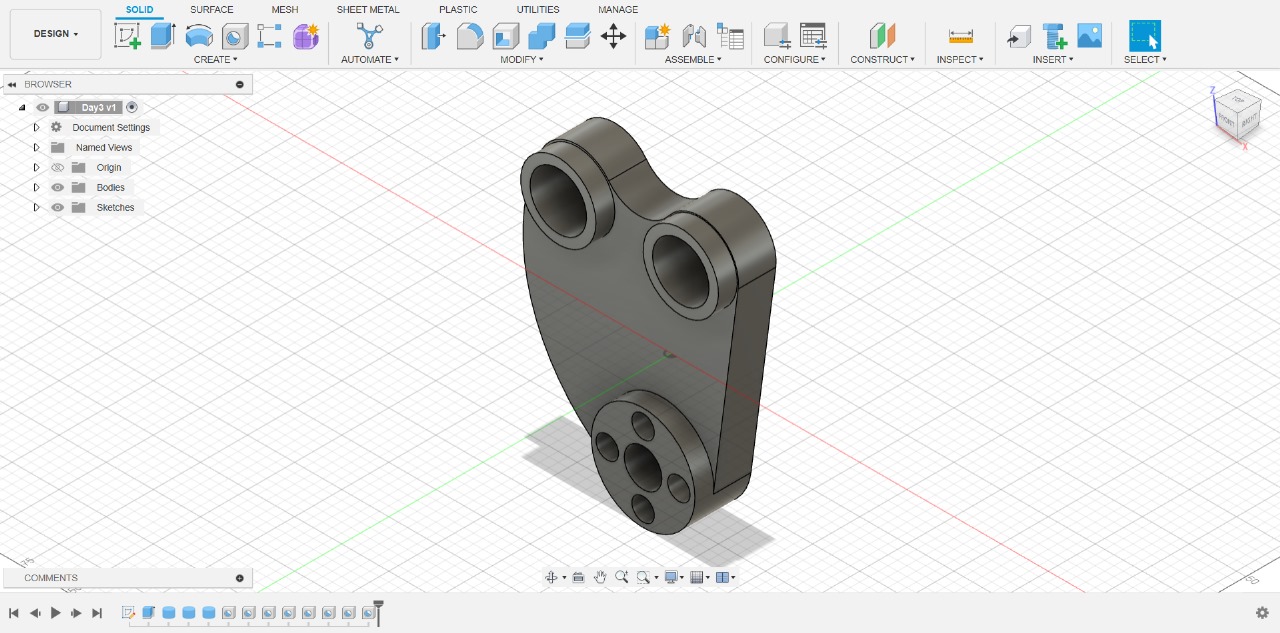 SOLID SURFACE MESH SHEET METAL PLASTIC UTILITIES MANAGE
DESIGN
CREATE AUTOMATE MODIFY ASSEMBLE CONFIGURE CONSTRUCT INSPECT INSERT SELECT
BROWSER
Day3 v1
Document Settings
Named Views
Origin
Bodies
Sketches
Z
TOP
FRONT RIGHT
X
COMMENTS